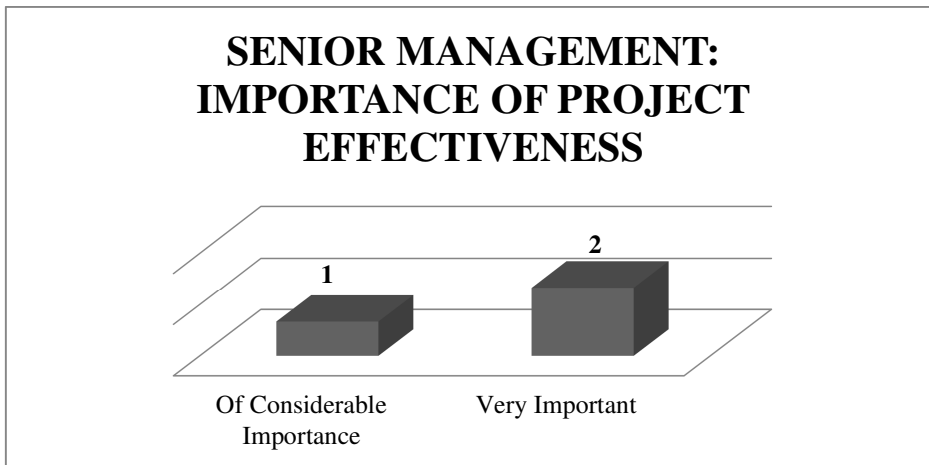 SENIOR MANAGEMENT:
IMPORTANCE OF PROJECT
EFFECTIVENESS
1
2
Of Considerable
Importance
Very Important